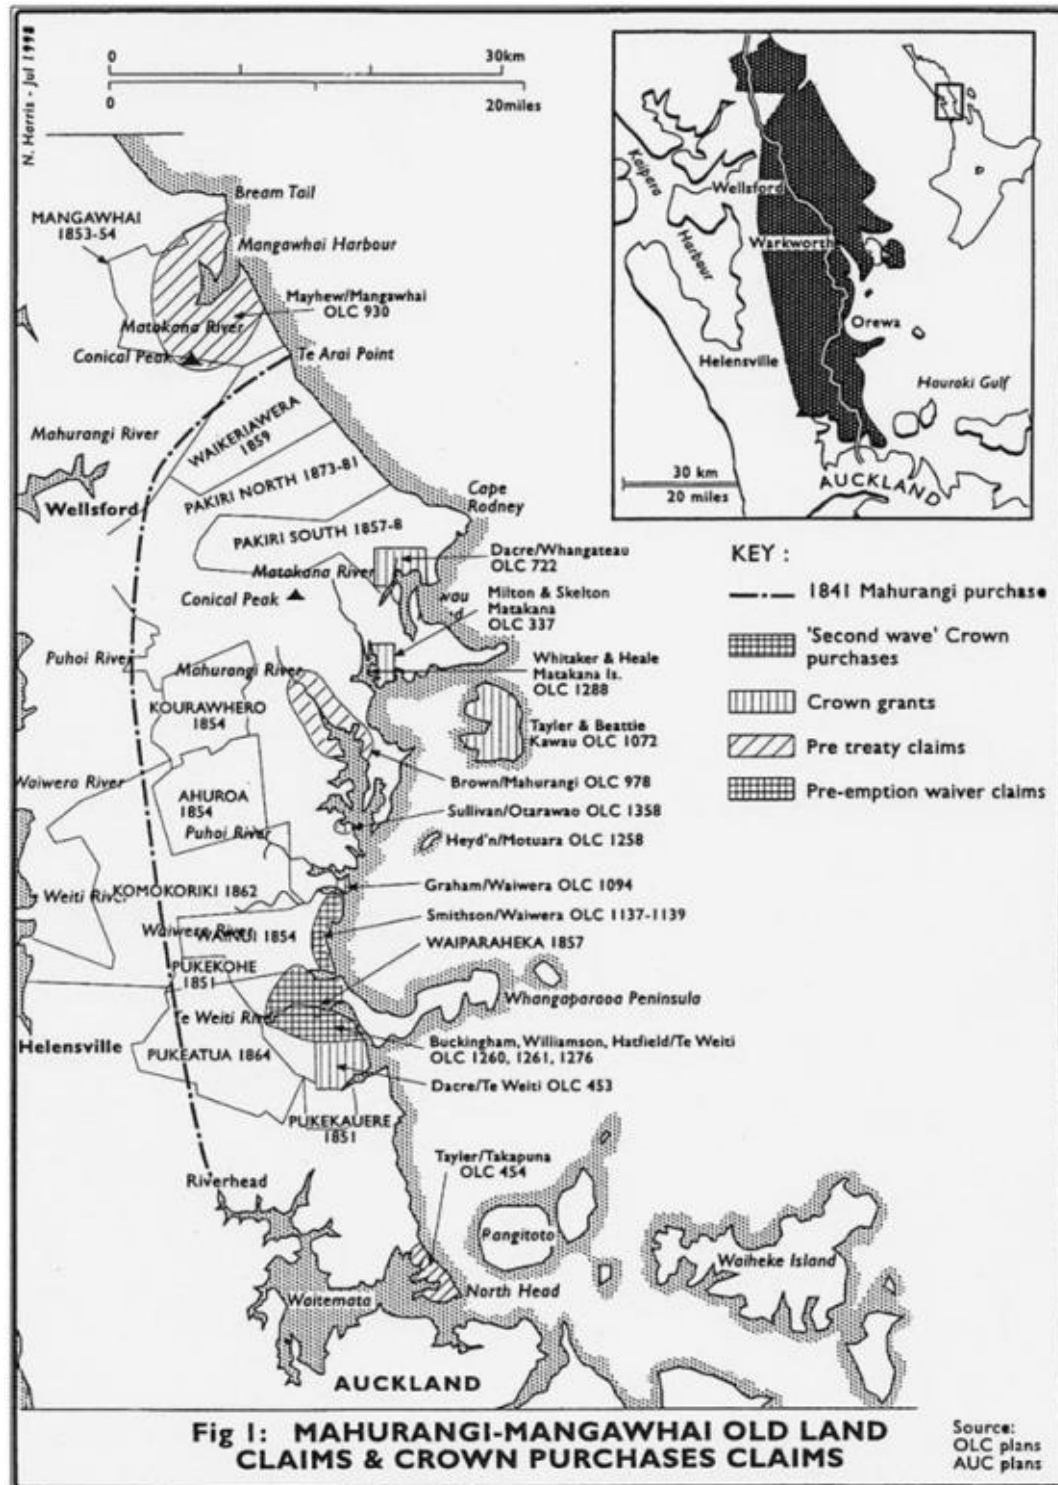 N. Harris - Jul 1998
0 30km
0 20miles
Bream Tail
MANGAWHAI
1853-54
Mangawhai Harbour
Mayhew/Mangawhai
OLC 930
Matakana River
Conical Peak
Te Arai Point
Mahurangi River
WAIKERIAWERA
1859
PAKIRI NORTH 1873-81
Wellsford
Cape
Rodney
PAKIRI SOUTH 1857-8
Dacre/Whangateau
OLC 722
Matakana River
Conical Peak
Milton & Skelton
Matakana
OLC 337
Puhoi River
Mahurangi River
Whitaker & Heale
Matakana Is.
OLC 1288
KOURAWHERO
1854
Tayler & Beattie
Kawau OLC 1072
Waiwera River
Brown/Mahurangi OLC 978
AHUROA
1854
Sullivan/Otarawao OLC 1358
Puhoi River
Heyd'n/Motuara OLC 1258
Weiti River
KOMOKORIKI 1862
Graham/Waiwera OLC 1094
Smithson/Waiwera OLC 1137-1139
Waiwera River
WAINUI 1854
WAIPARAHEKA 1857
PUKEKOHE
1851
Whangaparaoa Peninsula
Te Weiti River
Helensville
PUKEATUA 1864
Buckingham, Williamson, Hatfield/Te Weiti
OLC 1260, 1261, 1276
Dacre/Te Weiti OLC 453
PUKEKAUERE
1851
Tayler/Takapuna
OLC 454
Riverhead
Rangitoto
Waiheke Island
Waitemata
North Head
AUCKLAND
Kaipara
Harbour
Wellsford
Warkworth
Orewa
Helensville
Hauraki Gulf
30 km
20 miles
AUCKLAND
KEY :
1841 Mahurangi purchase
'Second wave' Crown
purchases
Crown grants
Pre treaty claims
Pre-emption waiver claims
Fig 1: MAHURANGI-MANGAWHAI OLD LAND
CLAIMS & CROWN PURCHASES CLAIMS
Source:
OLC plans
AUC plans